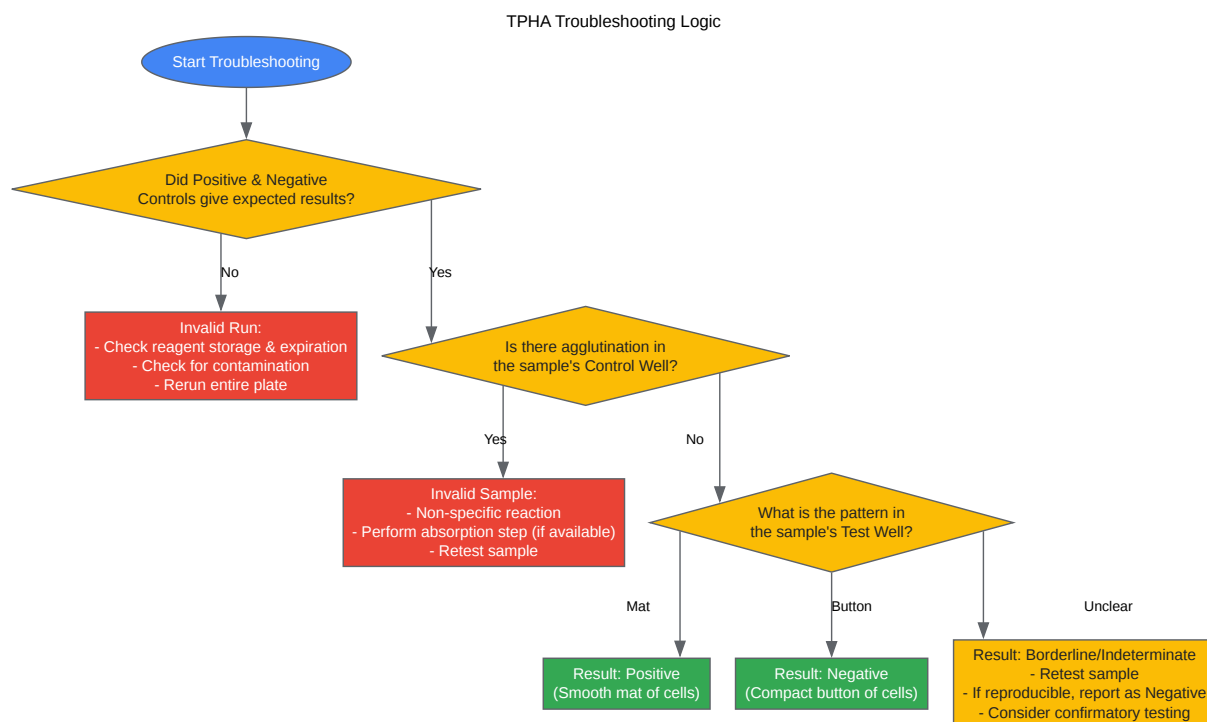 TPHA Troubleshooting Logic
Start Troubleshooting
Did Positive & Negative
Controls give expected results?
No
Yes
Invalid Run:
- Check reagent storage & expiration
- Check for contamination
- Rerun entire plate
Is there agglutination in
the sample's Control Well?
Yes
No
Invalid Sample:
- Non-specific reaction
- Perform absorption step (if available)
- Retest sample
What is the pattern in
the sample's Test Well?
Mat
Button
Unclear
Result: Positive
(Smooth mat of cells)
Result: Negative
(Compact button of cells)
Result: Borderline/Indeterminate
- Retest sample
- If reproducible, report as Negative
- Consider confirmatory testing